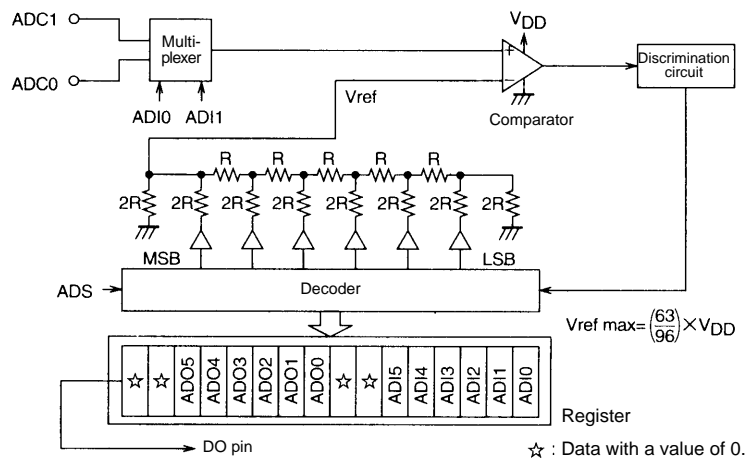 ADC1
ADC0
Multi-
plexer
ADI0 ADI1
VDD
+
−
Vref
Comparator
Discrimination
circuit
R R R R R
2R 2R 2R 2R 2R 2R 2R 2R
MSB LSB
ADS
Decoder
Vref max=(63/96)×VDD
☆ ☆ ADO5 ADO4 ADO3 ADO2 ADO1 ADO0 ☆ ☆ ADI5 ADI4 ADI3 ADI2 ADI1 ADI0
Register
DO pin
☆ : Data with a value of 0.